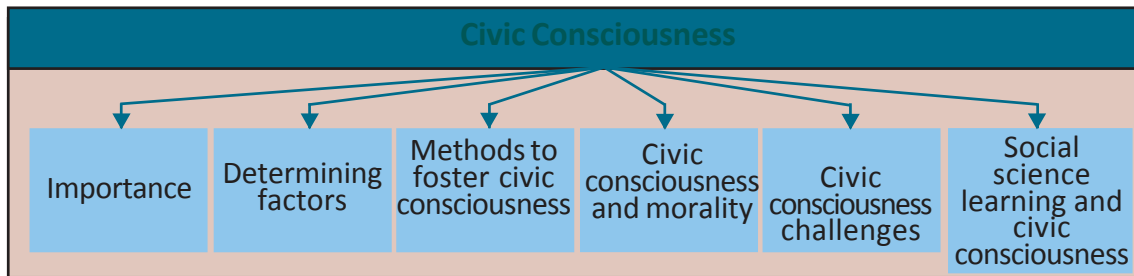 Civic Consciousness
Importance
Determining
factors
Methods to
foster civic
consciousness
Civic
consciousness
and morality
Civic
consciousness
challenges
Social
science
learning and
civic
consciousness